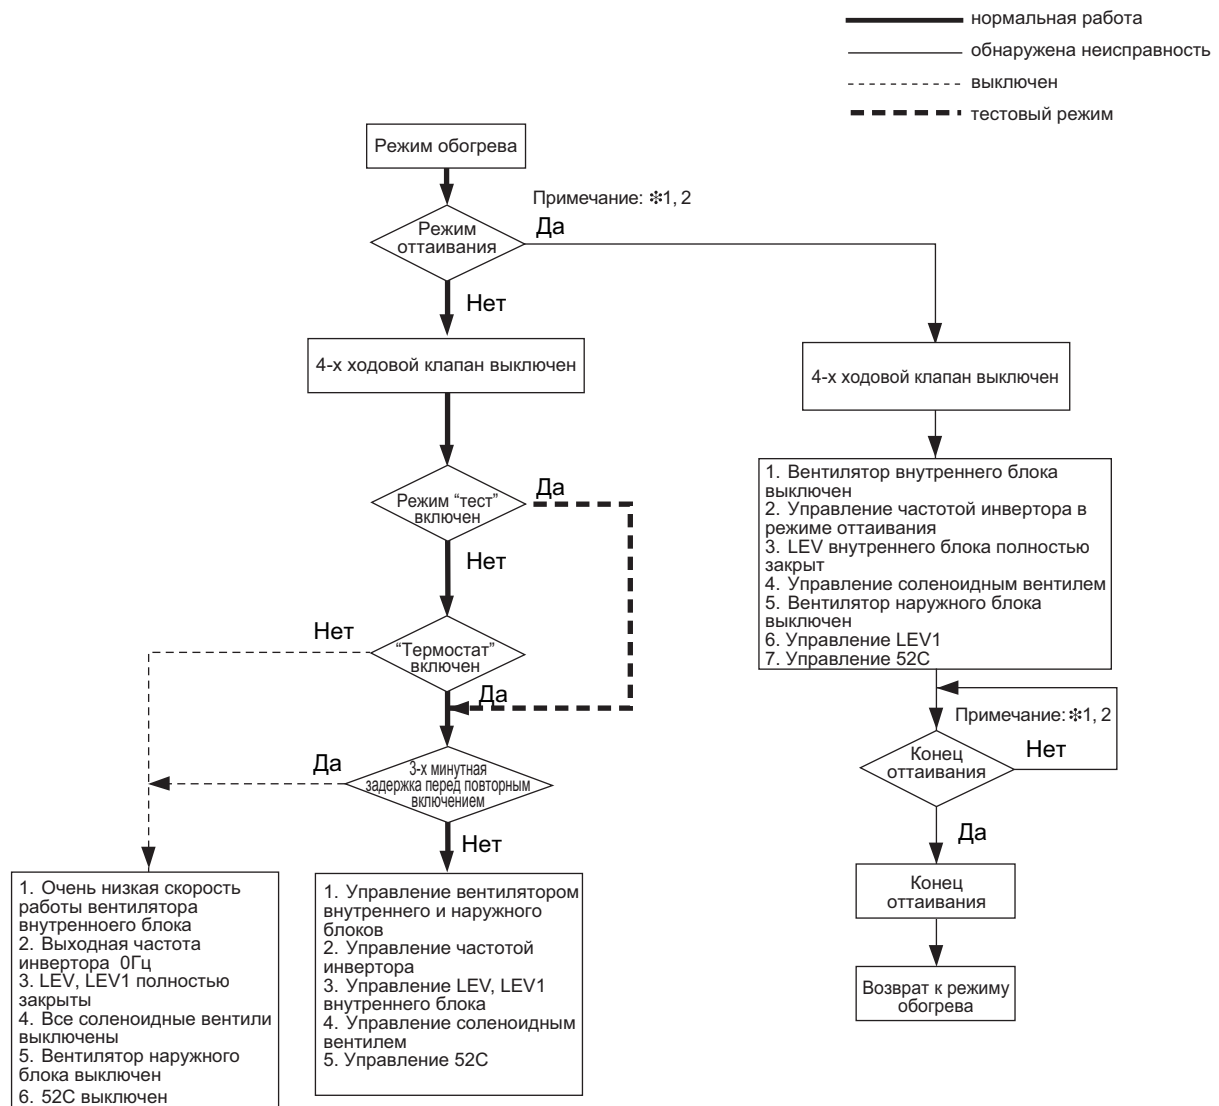 нормальная работа
обнаружена неисправность
выключен
тестовый режим
Режим обогрева
Примечание: ✻1, 2
Режим
оттаивания
Да
Нет
4-х ходовой клапан выключен
4-х ходовой клапан выключен
Режим “тест”
включен
Да
Нет
“Термостат”
включен
Нет
Да
3-х минутная
задержка перед повторным
включением
Да
Нет
1. Очень низкая скорость
работы вентилятора
внутренноего блока
2. Выходная частота
инвертора 0Гц
3. LEV, LEV1 полностью
закрыты
4. Все соленоидные вентили
выключены
5. Вентилятор наружного
блока выключен
6. 52C выключен
1. Управление вентилятором
внутреннего и наружного
блоков
2. Управление частотой
инвертора
3. Управление LEV, LEV1
внутреннего блока
4. Управление соленоидным
вентилем
5. Управление 52C
1. Вентилятор внутреннего блока
выключен
2. Управление частотой инвертора в
режиме оттаивания
3. LEV внутреннего блока полностью
закрыт
4. Управление соленоидным вентилем
5. Вентилятор наружного блока
выключен
6. Управление LEV1
7. Управление 52C
Примечание: ✻1, 2
Конец
оттаивания
Нет
Да
Конец
оттаивания
Возврат к режиму
обогрева